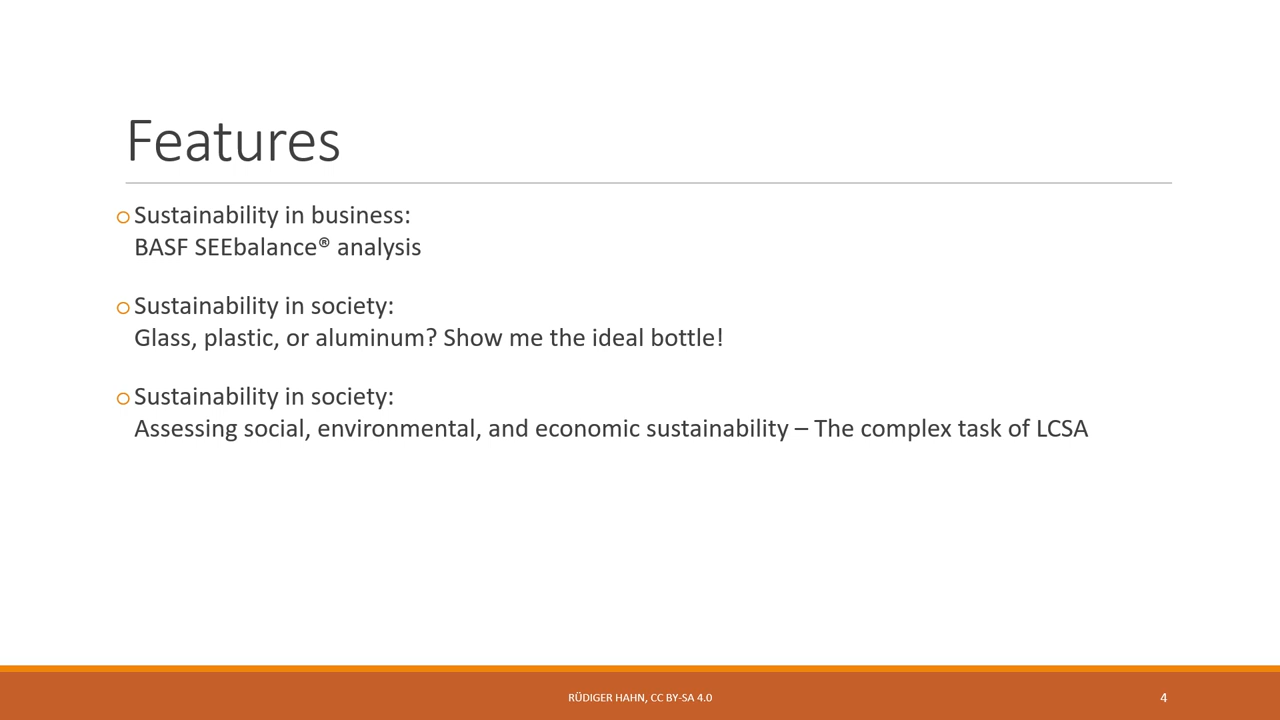 Features
Sustainability in business:
BASF SEEbalance® analysis
Sustainability in society:
Glass, plastic, or aluminum? Show me the ideal bottle!
Sustainability in society:
Assessing social, environmental, and economic sustainability – The complex task of LCSA
RÜDIGER HAHN, CC BY-SA 4.0
4